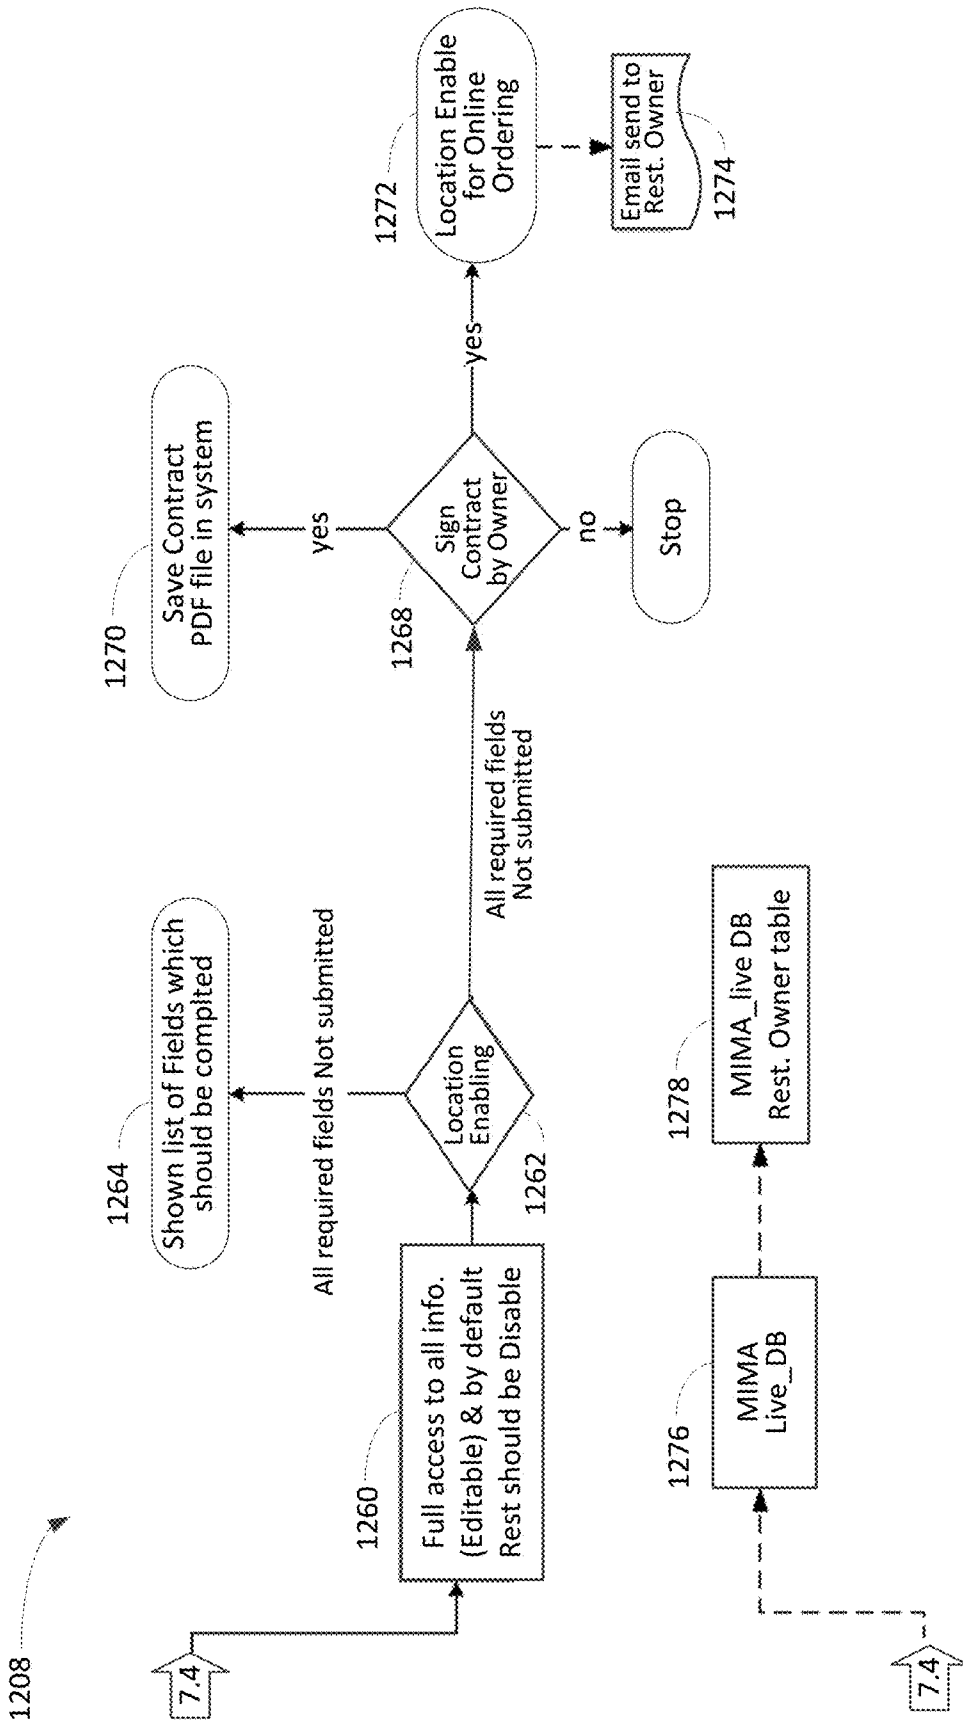 1208
7.4
1260
Full access to all info.
(Editable) & by default
Rest should be Disable
1262
Location
Enabling
All required fields Not submitted
1264
Shown list of Fields which
should be complted
All required fields
Not submitted
1268
Sign
Contract
by Owner
yes
1270
Save Contract
PDF file in system
no
Stop
yes
1272
Location Enable
for Online
Ordering
Email send to
Rest. Owner
1274
7.4
1276
MIMA
Live_DB
1278
MIMA_live DB
Rest. Owner table